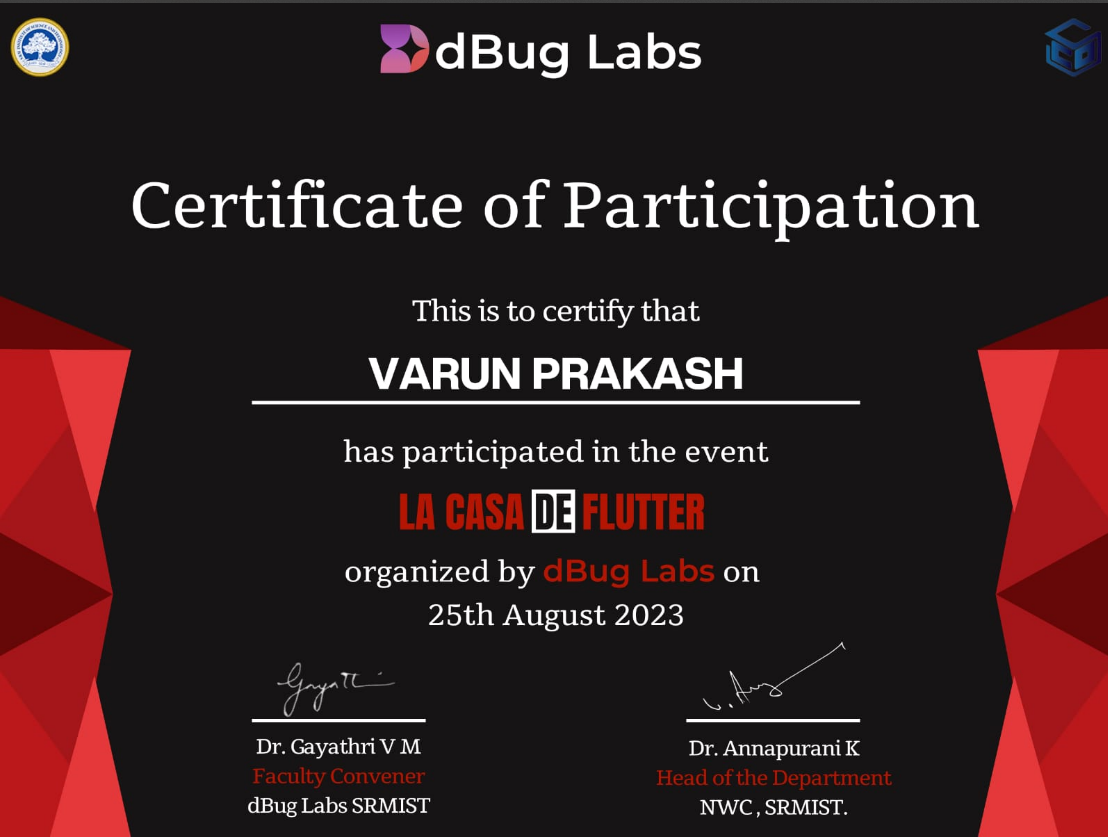 dBug Labs
Certificate of Participation
This is to certify that
VARUN PRAKASH
has participated in the event
LA CASA DE FLUTTER
organized by dBug Labs on
25th August 2023
Gayatri
Dr. Gayathri V M
Dr. Annapurani K
Faculty Convener
Head of the Department
dBug Labs SRMIST
NWC , SRMIST.